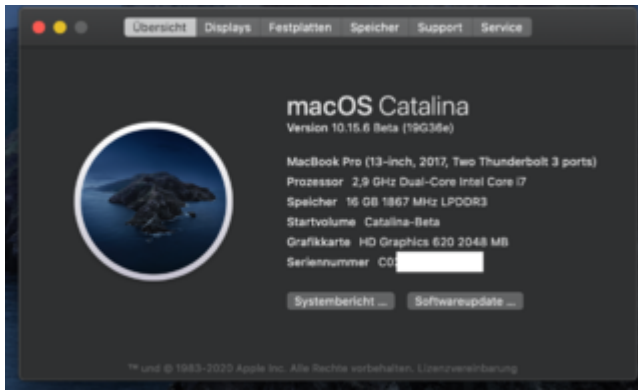 Übersicht Displays Festplatten Speicher Support Service
macOS Catalina
Version 10.15.6 Beta (19G36e)
MacBook Pro (13-inch, 2017, Two Thunderbolt 3 ports)
Prozessor 2,9 GHz Dual-Core Intel Core i7
Speicher 16 GB 1867 MHz LPDDR3
Startvolume Catalina-Beta
Grafikkarte HD Graphics 620 2048 MB
Seriennummer C02
Systembericht ... Softwareupdate ...
™ und © 1983-2020 Apple Inc. Alle Rechte vorbehalten. Lizenzvereinbarung